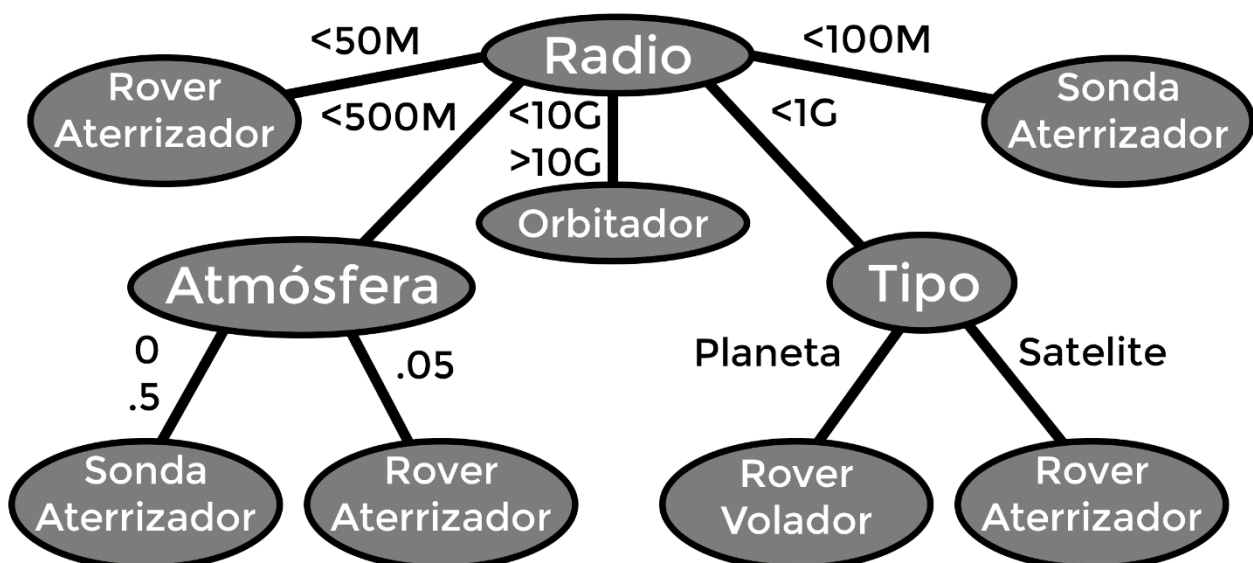 <50M
Radio
<100M
Rover
Aterrizador
<500M
<10G
>10G
<1G
Sonda
Aterrizador
Orbitador
Atmósfera
Tipo
0
.5
.05
Planeta
Satelite
Sonda
Aterrizador
Rover
Aterrizador
Rover
Volador
Rover
Aterrizador